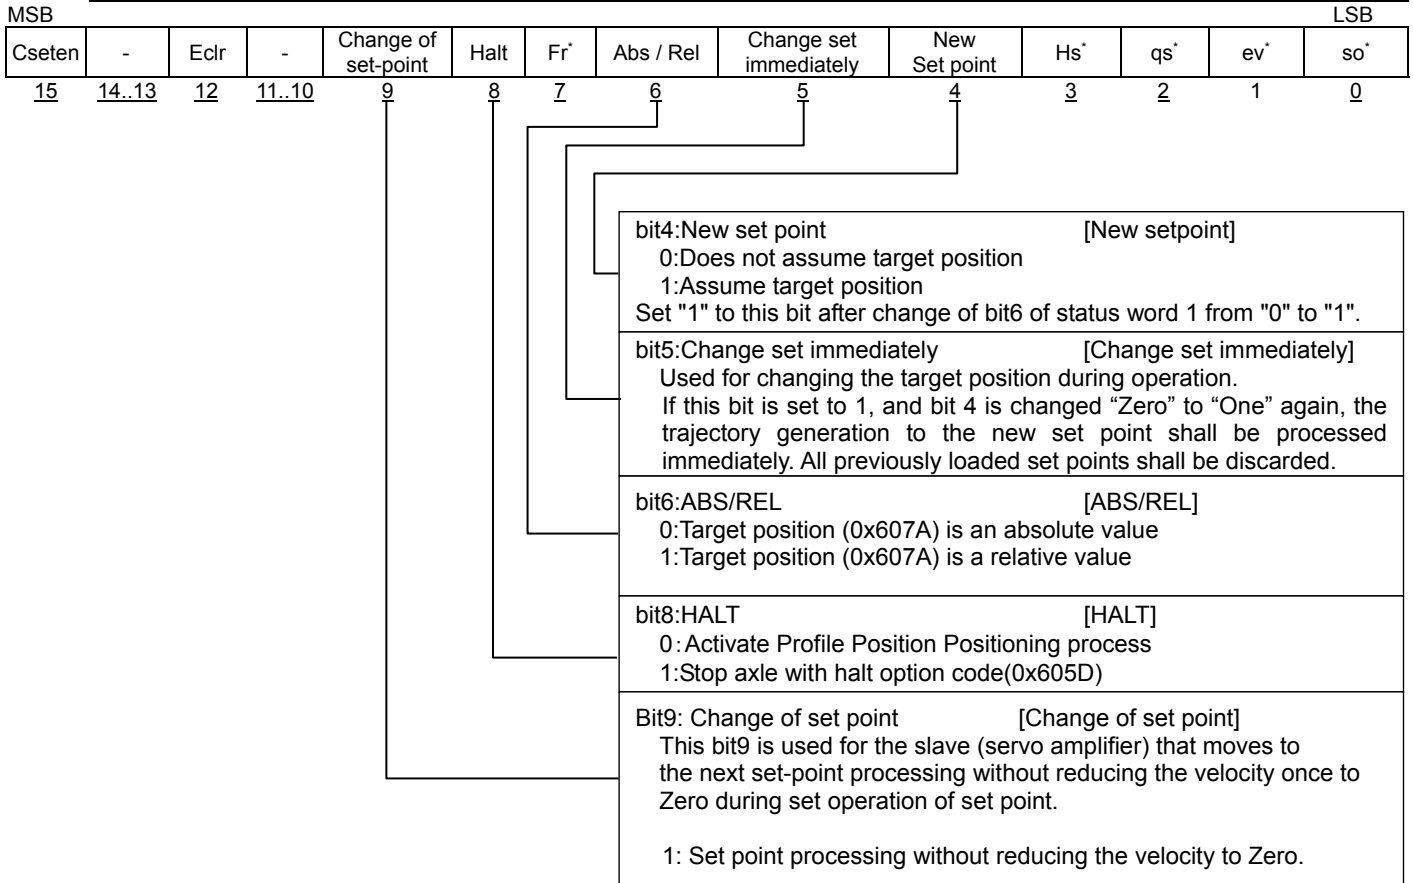 MSB LSB
Cseten - Eclr - Change of set-point Halt Fr* Abs / Rel Change set immediately New Set point Hs* qs* ev* so*
15 14..13 12 11..10 9 8 7 6 5 4 3 2 1 0
bit4:New set point [New setpoint]
0:Does not assume target position
1:Assume target position
Set "1" to this bit after change of bit6 of status word 1 from "0" to "1".
bit5:Change set immediately [Change set immediately]
Used for changing the target position during operation.
If this bit is set to 1, and bit 4 is changed “Zero” to “One” again, the
trajectory generation to the new set point shall be processed
immediately. All previously loaded set points shall be discarded.
bit6:ABS/REL [ABS/REL]
0:Target position (0x607A) is an absolute value
1:Target position (0x607A) is a relative value
bit8:HALT [HALT]
0:Activate Profile Position Positioning process
1:Stop axle with halt option code(0x605D)
Bit9: Change of set point [Change of set point]
This bit9 is used for the slave (servo amplifier) that moves to
the next set-point processing without reducing the velocity once to
Zero during set operation of set point.
1: Set point processing without reducing the velocity to Zero.